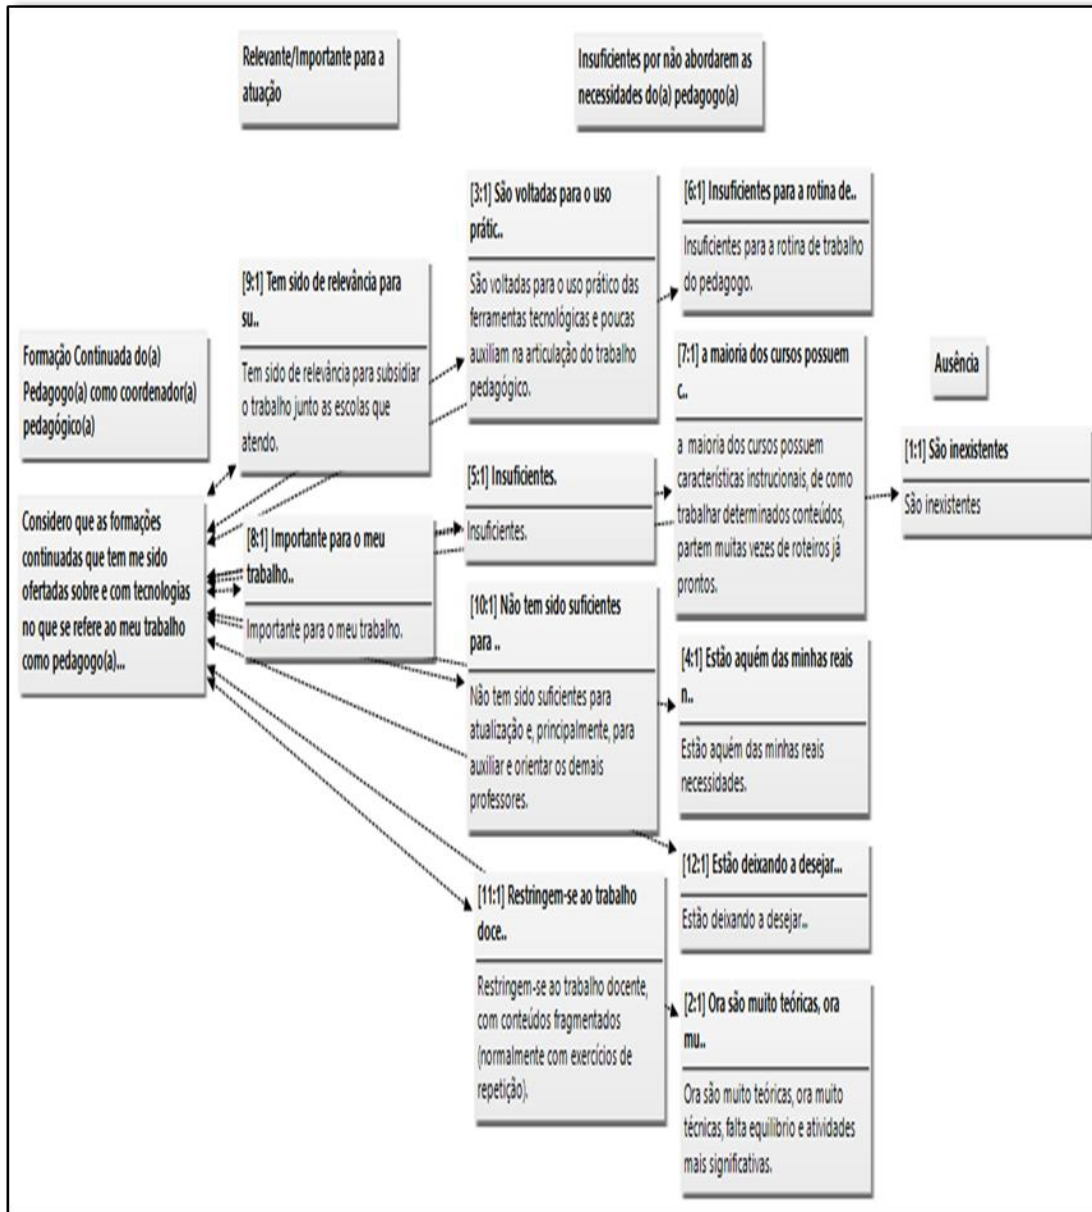 Relevante/Importante para a
atuação
Insuficientes por não abordarem as
necessidades do(a) pedagogo(a)
Formação Continuada do(a)
Pedagogo(a) como coordenador(a)
pedagógico(a)
Considero que as formações
continuadas que tem me sido
ofertadas sobre e com tecnologias
no que se refere ao meu trabalho
como pedagogo(a)...
[9:1] Tem sido de relevância para
su..
Tem sido de relevância para subsidiar
o trabalho junto as escolas que
atendo.
[8:1] Importante para o meu
trabalho..
Importante para o meu trabalho.
[3:1] São voltadas para o uso
prátic..
São voltadas para o uso prático das
ferramentas tecnológicas e poucas
auxiliam na articulação do trabalho
pedagógico.
[5:1] Insuficientes.
Insuficientes.
[10:1] Não tem sido suficientes
para ..
Não tem sido suficientes para
atualização e, principalmente, para
auxiliar e orientar os demais
professores.
[11:1] Restringem-se ao trabalho
doce..
Restringem-se ao trabalho docente,
com conteúdos fragmentados
(normalmente com exercícios de
repetição).
[6:1] Insuficientes para a rotina de..
Insuficientes para a rotina de trabalho
do pedagogo.
[7:1] a maioria dos cursos possuem
c..
a maioria dos cursos possuem
características instrucionais, de como
trabalhar determinados conteúdos,
partem muitas vezes de roteiros já
prontos.
[4:1] Estão aquém das minhas reais
n..
Estão aquém das minhas reais
necessidades.
[12:1] Estão deixando a desejar...
Estão deixando a desejar...
[2:1] Ora são muito teóricas, ora
mu..
Ora são muito teóricas, ora muito
técnicas, falta equilibrio e atividades
mais significativas.
Ausência
[1:1] São inexistentes
São inexistentes